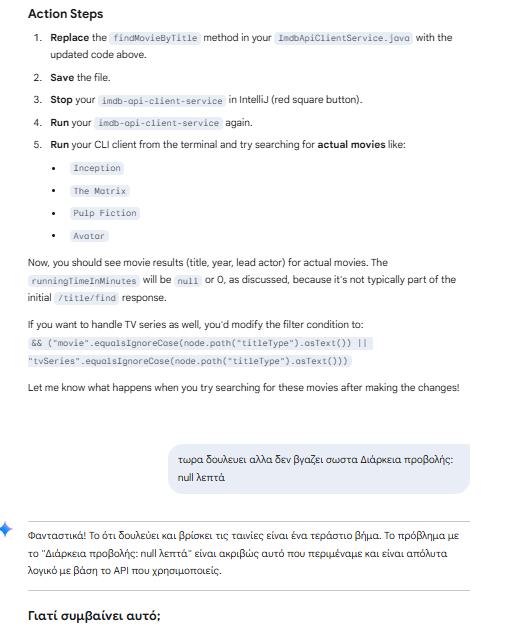 Action Steps
1. Replace the findMovieByTitle method in your ImdbApiClientService.java with the
updated code above.
2. Save the file.
3. Stop your imdb-api-client-service in IntelliJ (red square button).
4. Run your imdb-api-client-service again.
5. Run your CLI client from the terminal and try searching for actual movies like:
• Inception
• The Matrix
• Pulp Fiction
• Avatar
Now, you should see movie results (title, year, lead actor) for actual movies. The
runningTimeInMinutes will be null or 0, as discussed, because it's not typically part of the
initial /title/find response.
If you want to handle TV series as well, you'd modify the filter condition to:
&& ("movie".equalsIgnoreCase(node.path("titleType").asText()) ||
"tvSeries".equalsIgnoreCase(node.path("titleType").asText()))
Let me know what happens when you try searching for these movies after making the changes!
τωρα δουλευει αλλα δεν βγαζει σωστα Διάρκεια προβολής:
null λεπτά
Φανταστικά! Το ότι δουλεύει και βρίσκει τις ταινίες είναι ένα τεράστιο βήμα. Το πρόβλημα με
το "Διάρκεια προβολής: null λεπτά" είναι ακριβώς αυτό που περιμέναμε και είναι απόλυτα
λογικό με βάση το API που χρησιμοποιείς.
Γιατί συμβαίνει αυτό;